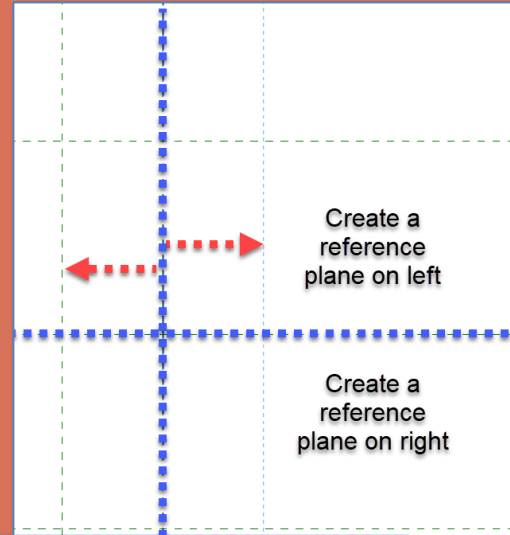 Create a
reference
plane on left
Create a
reference
plane on right